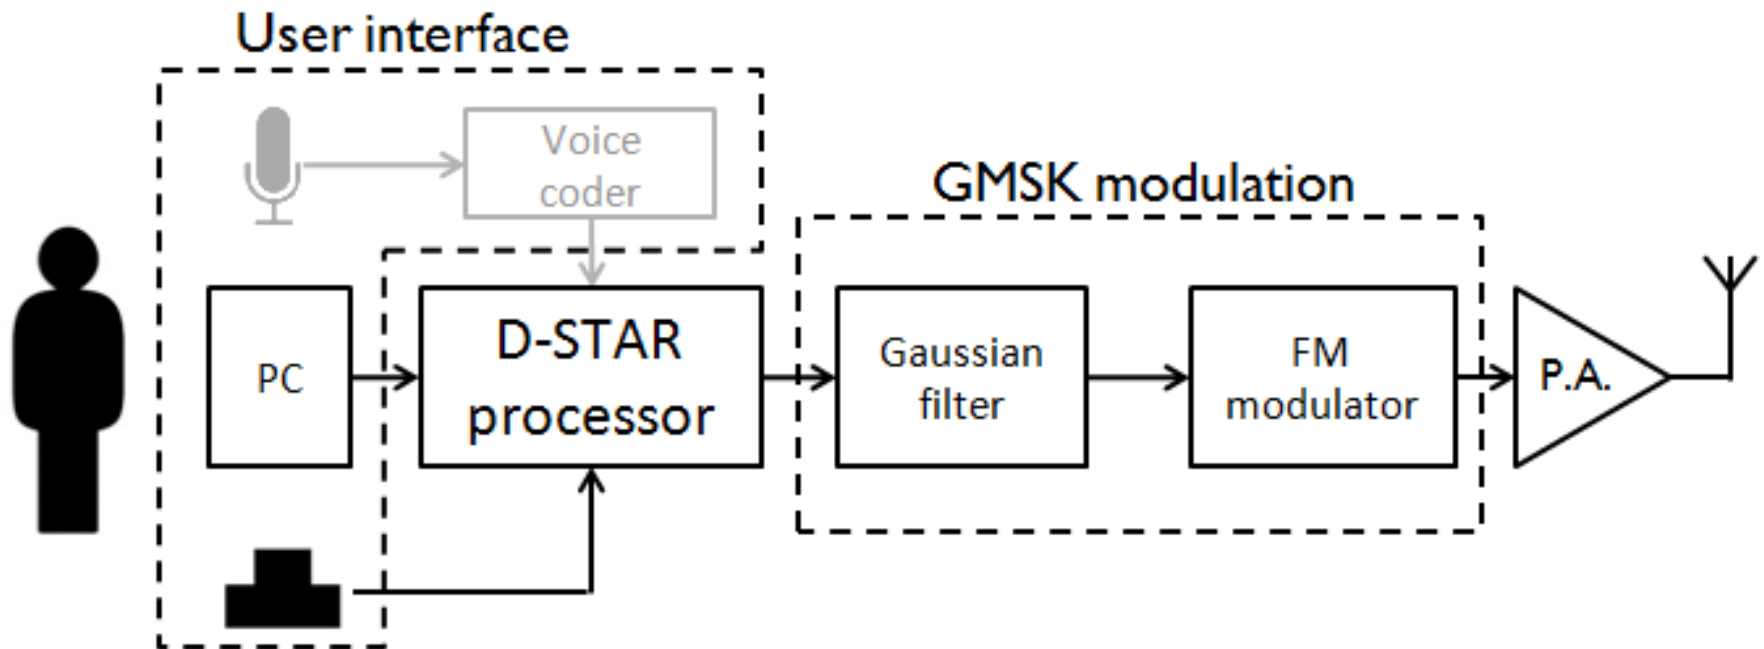 User interface
Voice
coder
GMSK modulation
PC
D-STAR
processor
Gaussian
filter
FM
modulator
P.A.